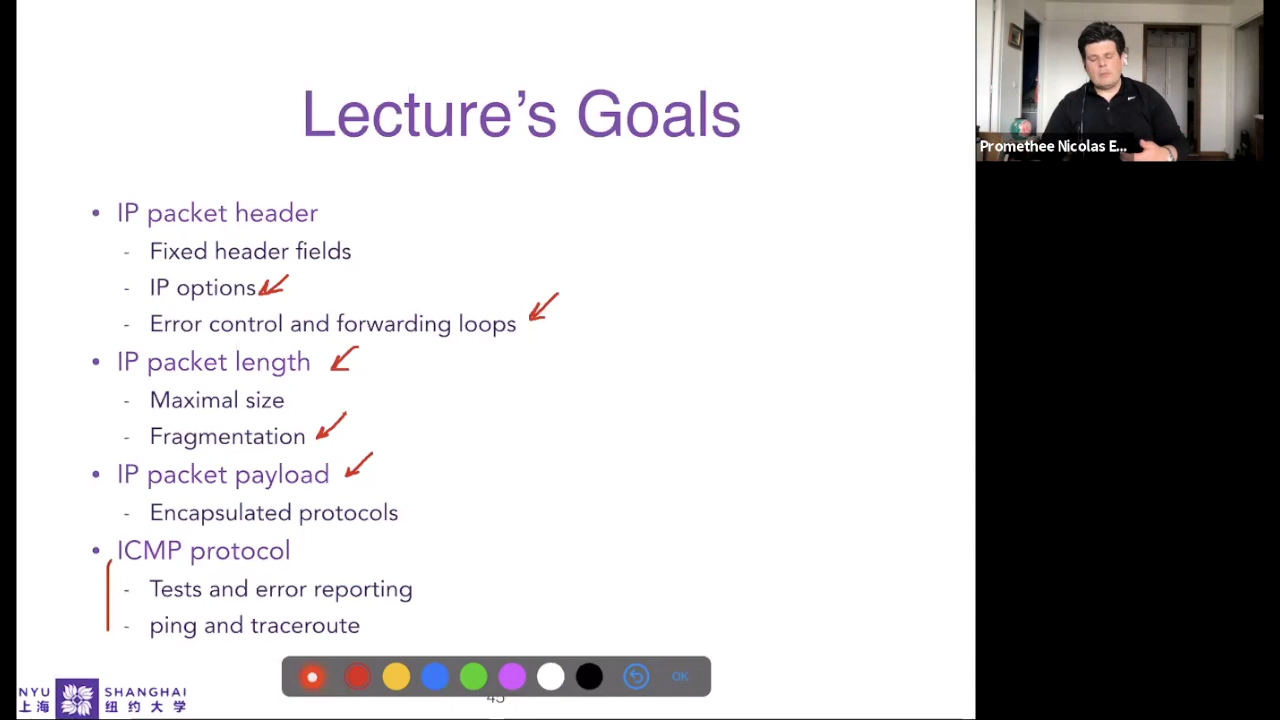 Lecture's Goals
Promethee Nicolas E...
• IP packet header
- Fixed header fields
- IP options
- Error control and forwarding loops
• IP packet length
- Maximal size
- Fragmentation
• IP packet payload
- Encapsulated protocols
• ICMP protocol
- Tests and error reporting
- ping and traceroute
OK
NYU SHANGHAI
上海 纽约大学